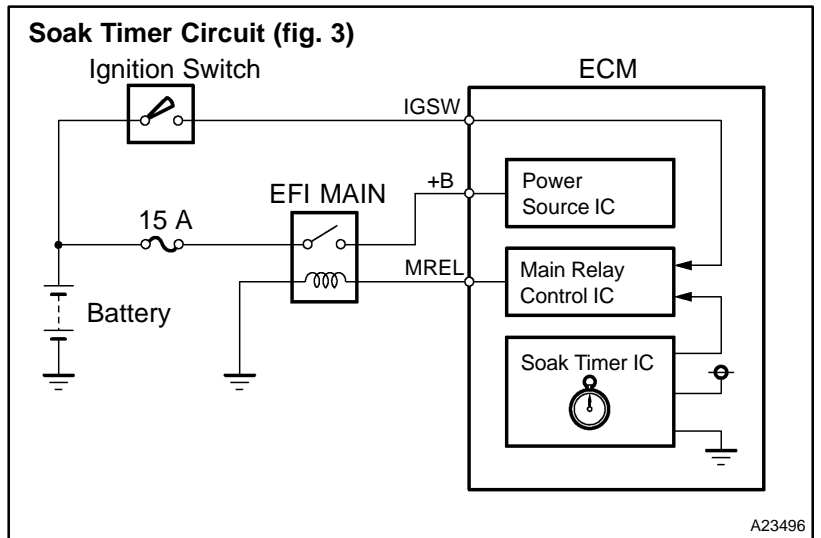 Soak Timer Circuit (fig. 3)
Ignition Switch
ECM
IGSW
+B
Power
Source IC
EFI MAIN
15 A
MREL
Main Relay
Control IC
Battery
Soak Timer IC
A23496